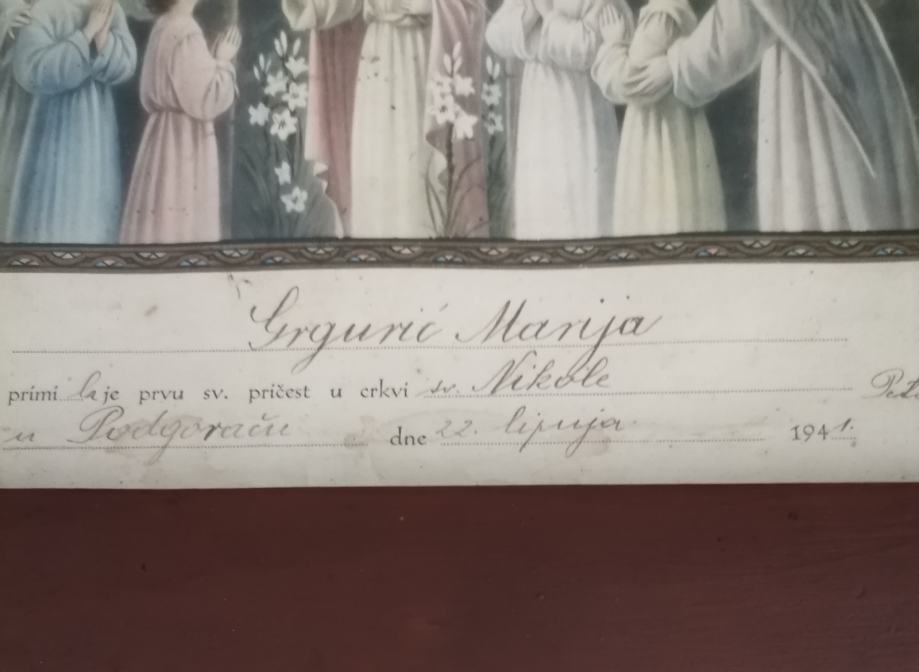 Grgurić Marija
primi la je prvu sv. pričest u crkvi sv. Nikole
u Podgoraču dne 22. lipnja 1941.